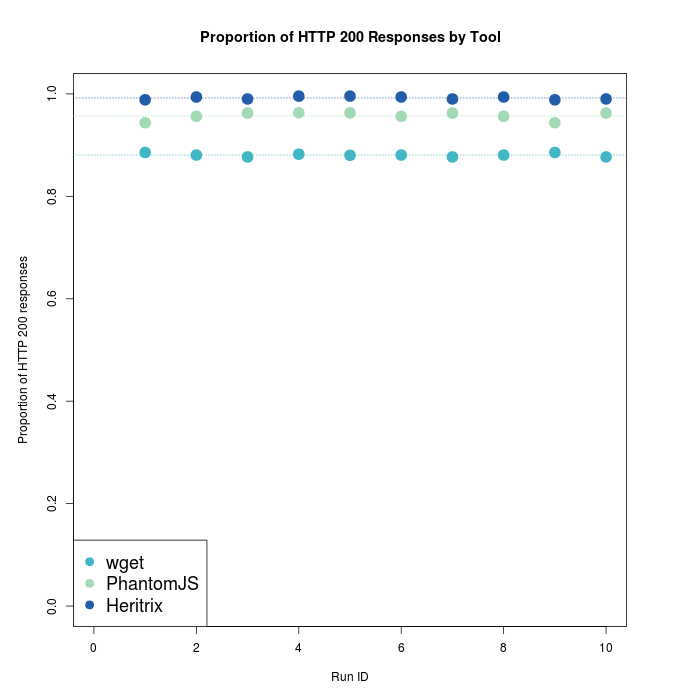 Proportion of HTTP 200 Responses by Tool
Proportion of HTTP 200 responses
1.0
0.8
0.6
0.4
0.2
0.0
wget
PhantomJS
Heritrix
0 2 4 6 8 10
Run ID